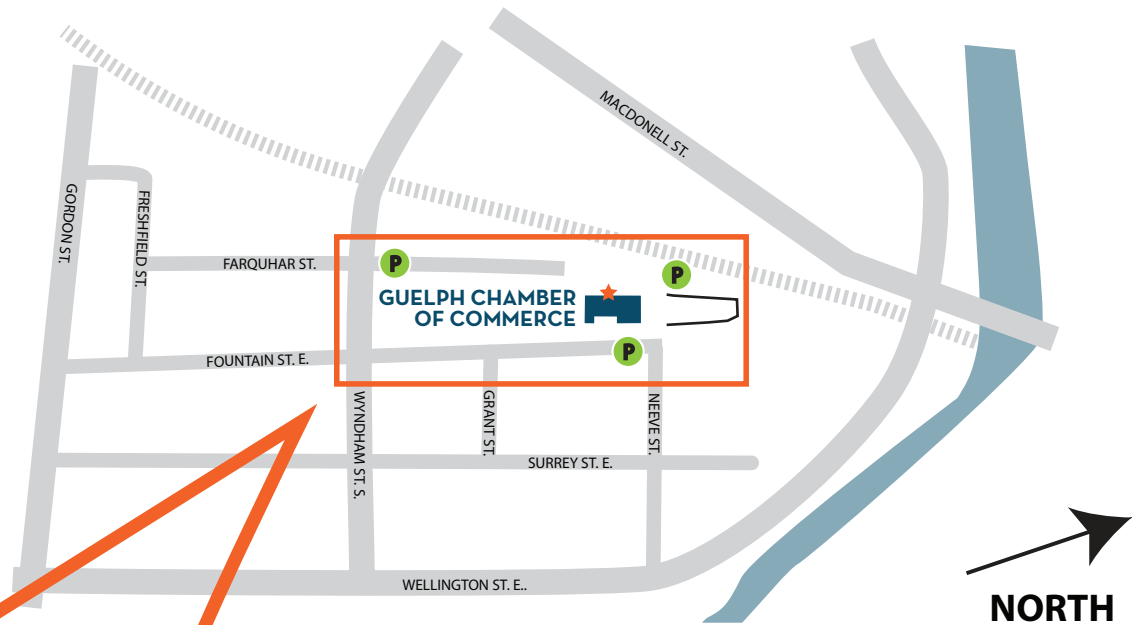 MACDONELL ST.
GORDON ST.
FRESHFIELD ST.
FARQUHAR ST.
P
P
GUELPH CHAMBER
OF COMMERCE
P
FOUNTAIN ST. E.
WYNDHAM ST. S.
GRANT ST.
NEEVE ST.
SURREY ST. E.
WELLINGTON ST. E..
NORTH